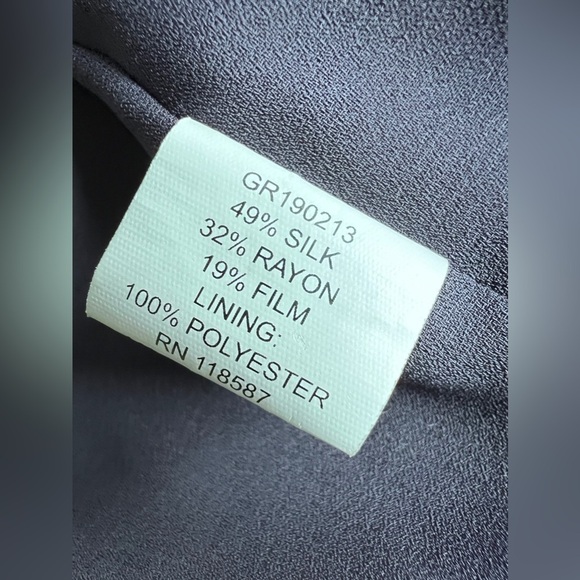 GR190213
49% SILK
32% RAYON
19% FILM
LINING:
100% POLYESTER
RN 118587